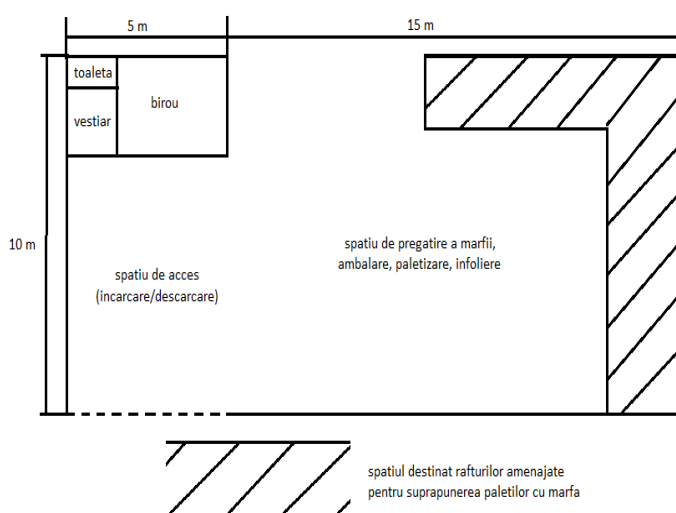 5 m
15 m
toaleta
birou
vestiar
10 m
spatiu de pregatire a marfii,
ambalare, paletizare, infoliere
spatiu de acces
(incarcare/descarcare)
spatiul destinat rafturilor amenajate
pentru suprapunerea paletilor cu marfa